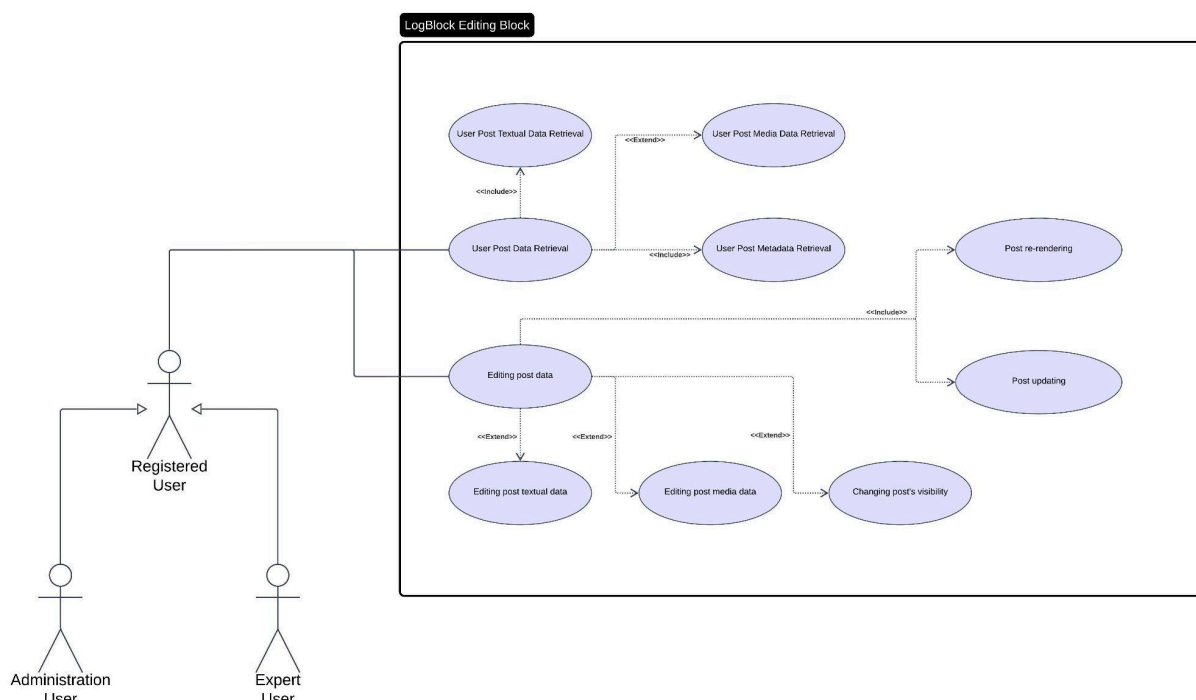 LogBlock Editing Block
User Post Textual Data Retrieval
User Post Media Data Retrieval
<<Extend>>
<<Include>>
User Post Data Retrieval
User Post Metadata Retrieval
Post re-rendering
<<Include>>
<<Include>>
Editing post data
Post updating
<<Extend>>
<<Extend>>
<<Extend>>
Registered
User
Editing post textual data
Editing post media data
Changing post's visibility
Administration
User
Expert
User